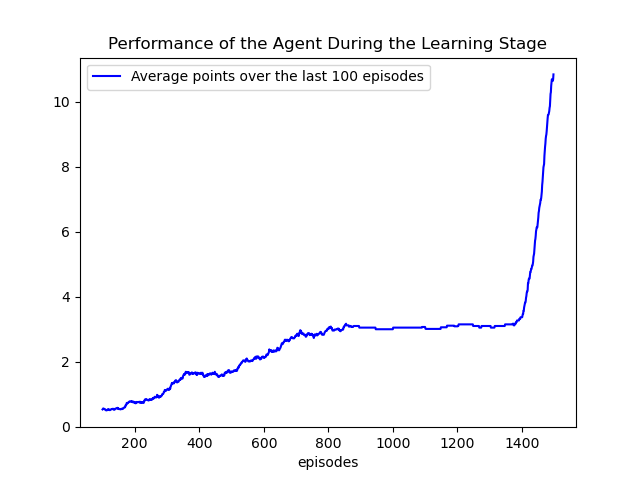 Performance of the Agent During the Learning Stage
Average points over the last 100 episodes
10
8
6
4
2
0
200 400 600 800 1000 1200 1400
episodes